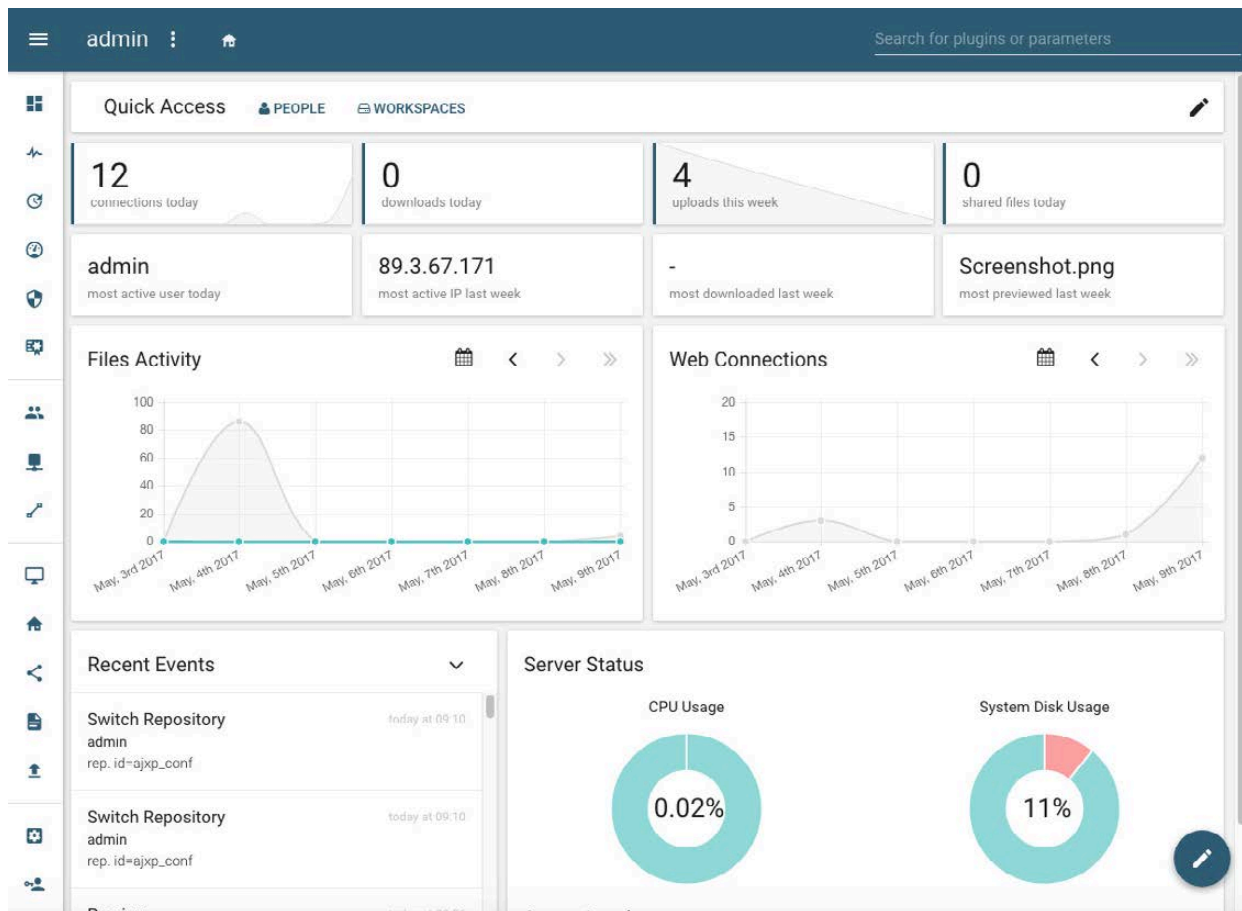 admin
Search for plugins or parameters
Quick Access PEOPLE WORKSPACES
12
connections today
0
downloads today
4
uploads this week
0
shared files today
admin
most active user today
89.3.67.171
most active IP last week
-
most downloaded last week
Screenshot.png
most previewed last week
Files Activity
100
80
60
40
20
0
May, 3rd 2017
May, 4th 2017
May, 5th 2017
May, 6th 2017
May, 7th 2017
May, 8th 2017
May, 9th 2017
Web Connections
20
15
10
5
0
May, 3rd 2017
May, 4th 2017
May, 5th 2017
May, 6th 2017
May, 7th 2017
May, 8th 2017
May, 9th 2017
Recent Events
Switch Repository today at 09:10
admin
rep. id=ajxp_conf
Switch Repository today at 09:10
admin
rep. id=ajxp_conf
Server Status
CPU Usage
0.02%
System Disk Usage
11%